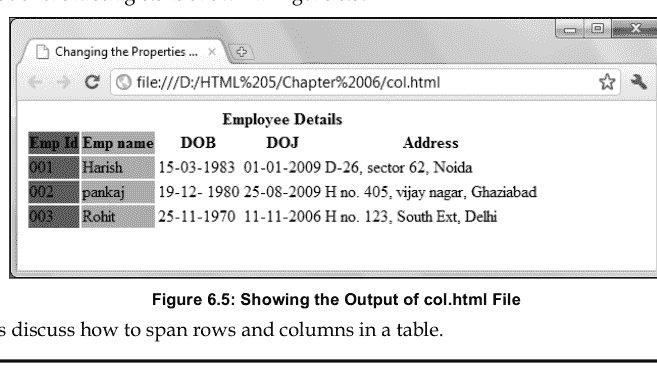 Changing the Properties ... ×
file:///D:/HTML%205/Chapter%2006/col.html
Employee Details
Emp Id Emp name DOB DOJ Address
001 Harish 15-03-1983 01-01-2009 D-26, sector 62, Noida
002 pankaj 19-12- 1980 25-08-2009 H no. 405, vijay nagar, Ghaziabad
003 Rohit 25-11-1970 11-11-2006 H no. 123, South Ext, Delhi
Figure 6.5: Showing the Output of col.html File
s discuss how to span rows and columns in a table.